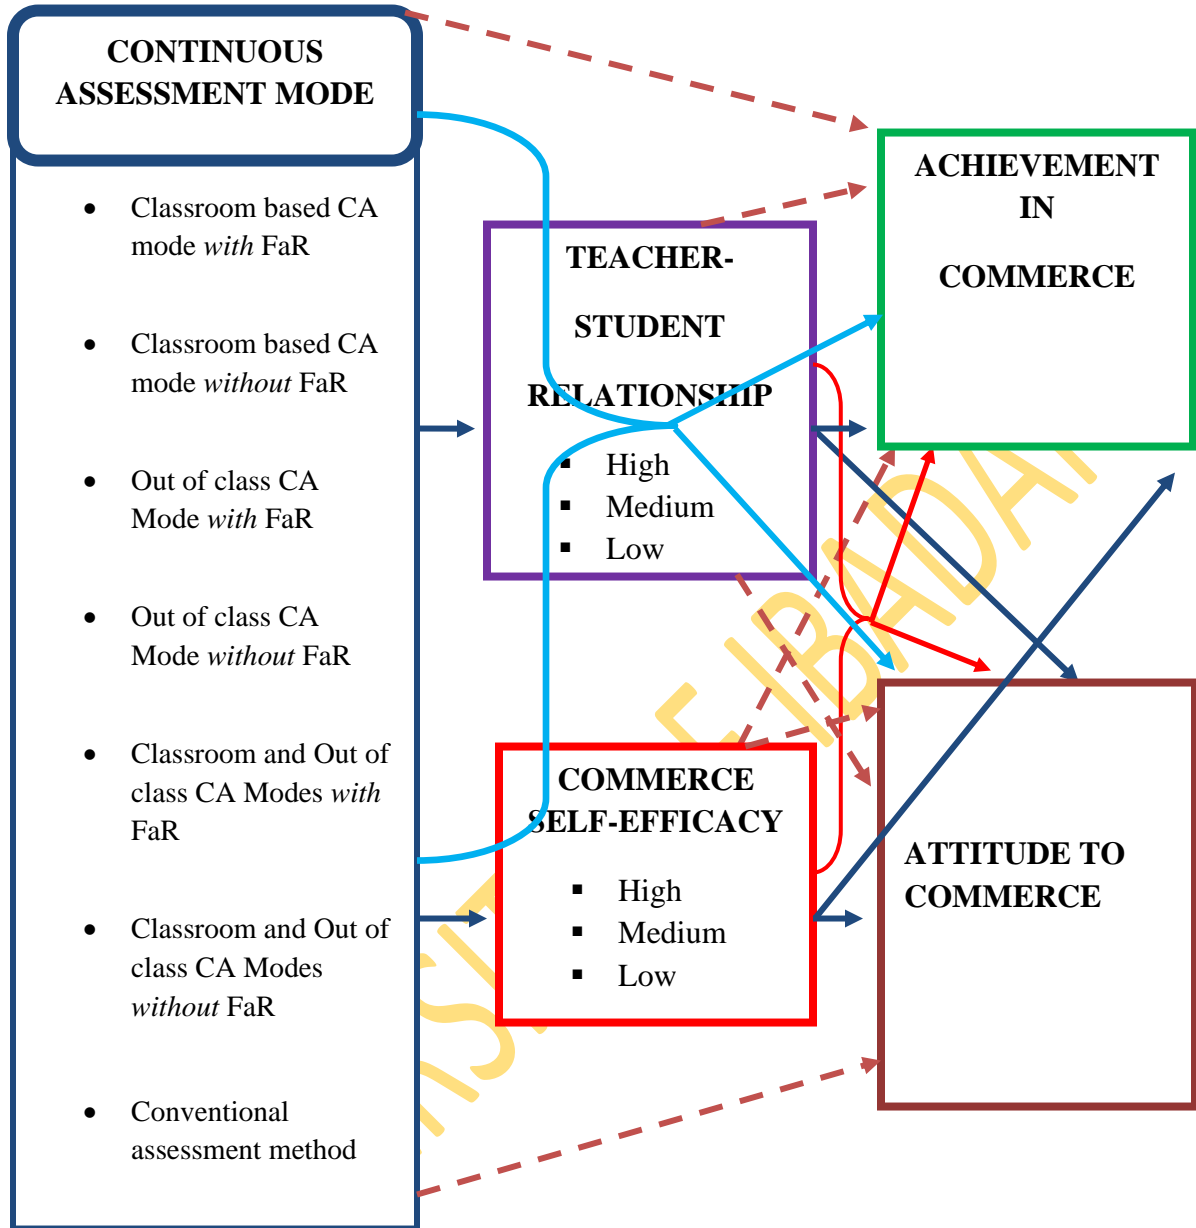 CONTINUOUS
ASSESSMENT MODE
• Classroom based CA
mode with FaR
• Classroom based CA
mode without FaR
• Out of class CA
Mode with FaR
• Out of class CA
Mode without FaR
• Classroom and Out of
class CA Modes with
FaR
• Classroom and Out of
class CA Modes
without FaR
• Conventional
assessment method
TEACHER-
STUDENT
RELATIONSHIP
▪ High
▪ Medium
▪ Low
COMMERCE
SELF-EFFICACY
▪ High
▪ Medium
▪ Low
ACHIEVEMENT
IN
COMMERCE
ATTITUDE TO
COMMERCE